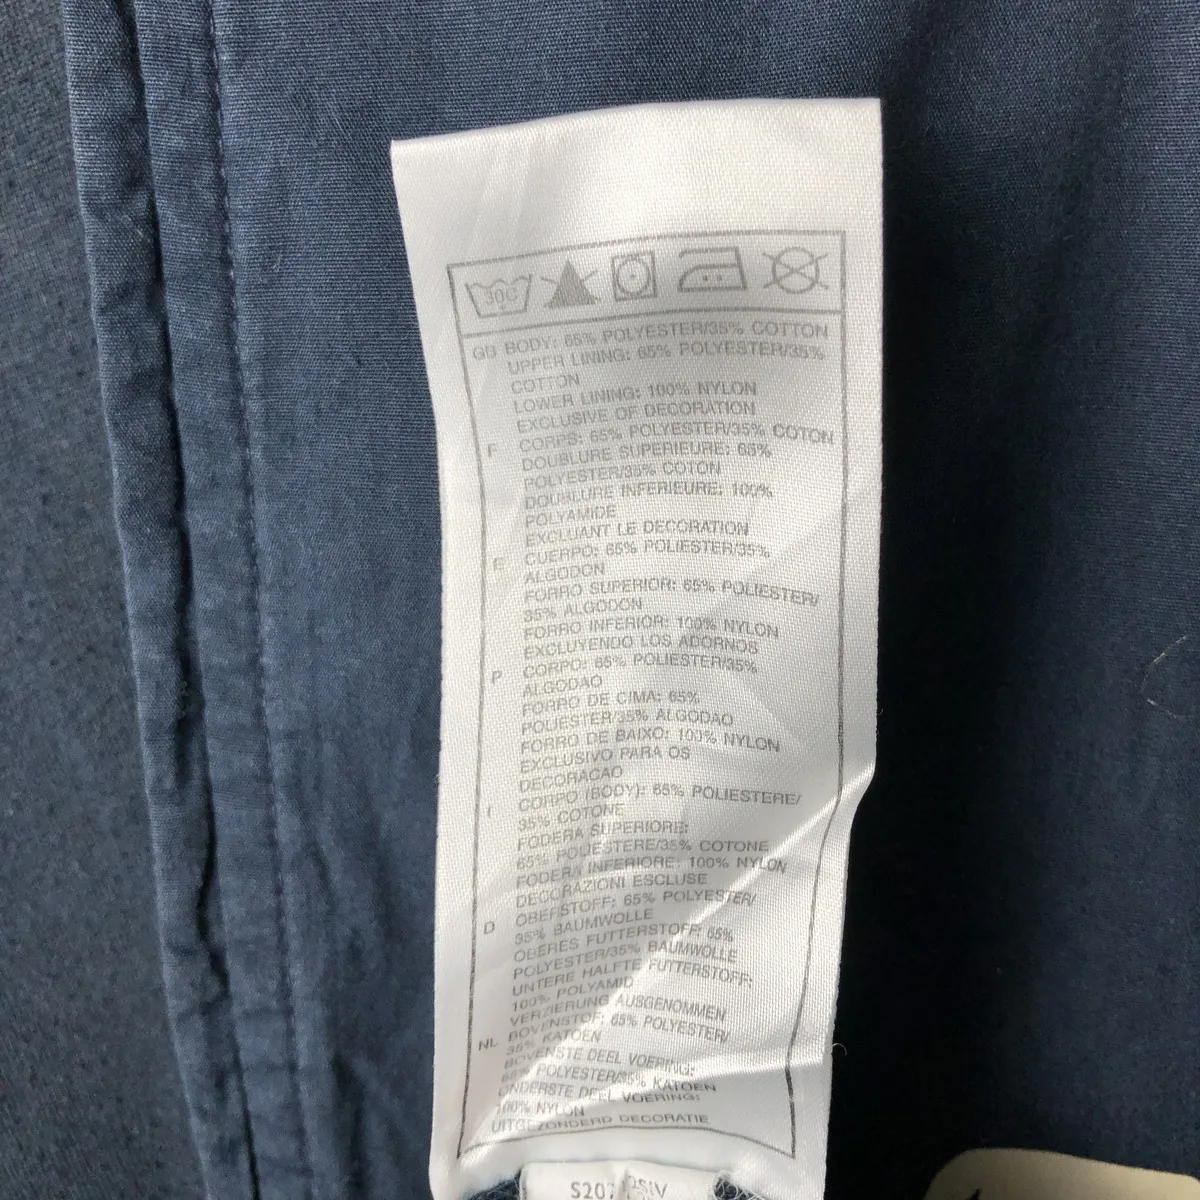 30C
GB BODY: 65% POLYESTER/35% COTTON
UPPER LINING: 65% POLYESTER/35%
COTTON
LOWER LINING: 100% NYLON
EXCLUSIVE OF DECORATION
F CORPS: 65% POLYESTER/35% COTON
DOUBLURE SUPERIEURE: 65%
POLYESTER/35% COTON
DOUBLURE INFERIEURE: 100%
POLYAMIDE
EXCLUANT LE DECORATION
E CUERPO: 65% POLIESTER/35%
ALGODON
FORRO SUPERIOR: 65% POLIESTER/
35% ALGODON
FORRO INFERIOR: 100% NYLON
EXCLUYENDO LOS ADORNOS
P CORPO: 65% POLIESTER/35%
ALGODAO
FORRO DE CIMA: 65%
POLIESTER/35% ALGODAO
FORRO DE BAIXO: 100% NYLON
EXCLUSIVO PARA OS
DECORACAO
I CORPO (BODY): 65% POLIESTERE/
35% COTONE
FODERA SUPERIORE:
65% POLIESTERE/35% COTONE
FODERA INFERIORE: 100% NYLON
DECORAZIONI ESCLUSE
D OBERSTOFF: 65% POLYESTER/
35% BAUMWOLLE
OBERES FUTTERSTOFF: 65%
POLYESTER/35% BAUMWOLLE
UNTERE HALFTE FUTTERSTOFF:
100% POLYAMID
VERZIERUNG AUSGENOMMEN
NL BOVENSTOF: 65% POLYESTER/
35% KATOEN
BOVENSTE DEEL VOERING:
65% POLYESTER/35% KATOEN
ONDERSTE DEEL VOERING:
100% NYLON
UITGEZONDERD DECORATIE